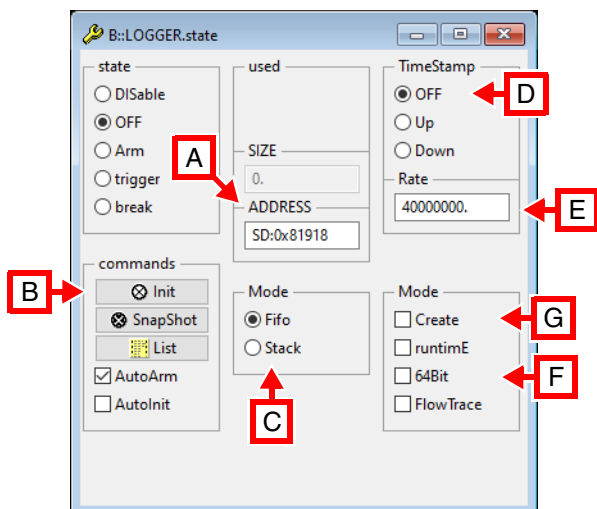 B::LOGGER.state
state
DISable
OFF
Arm
trigger
break
used
SIZE
0.
ADDRESS
SD:0x81918
TimeStamp
OFF
Up
Down
Rate
40000000.
commands
Init
SnapShot
List
AutoArm
AutoInit
Mode
Fifo
Stack
Mode
Create
runtimE
64Bit
FlowTrace
A
B
C
D
E
F
G